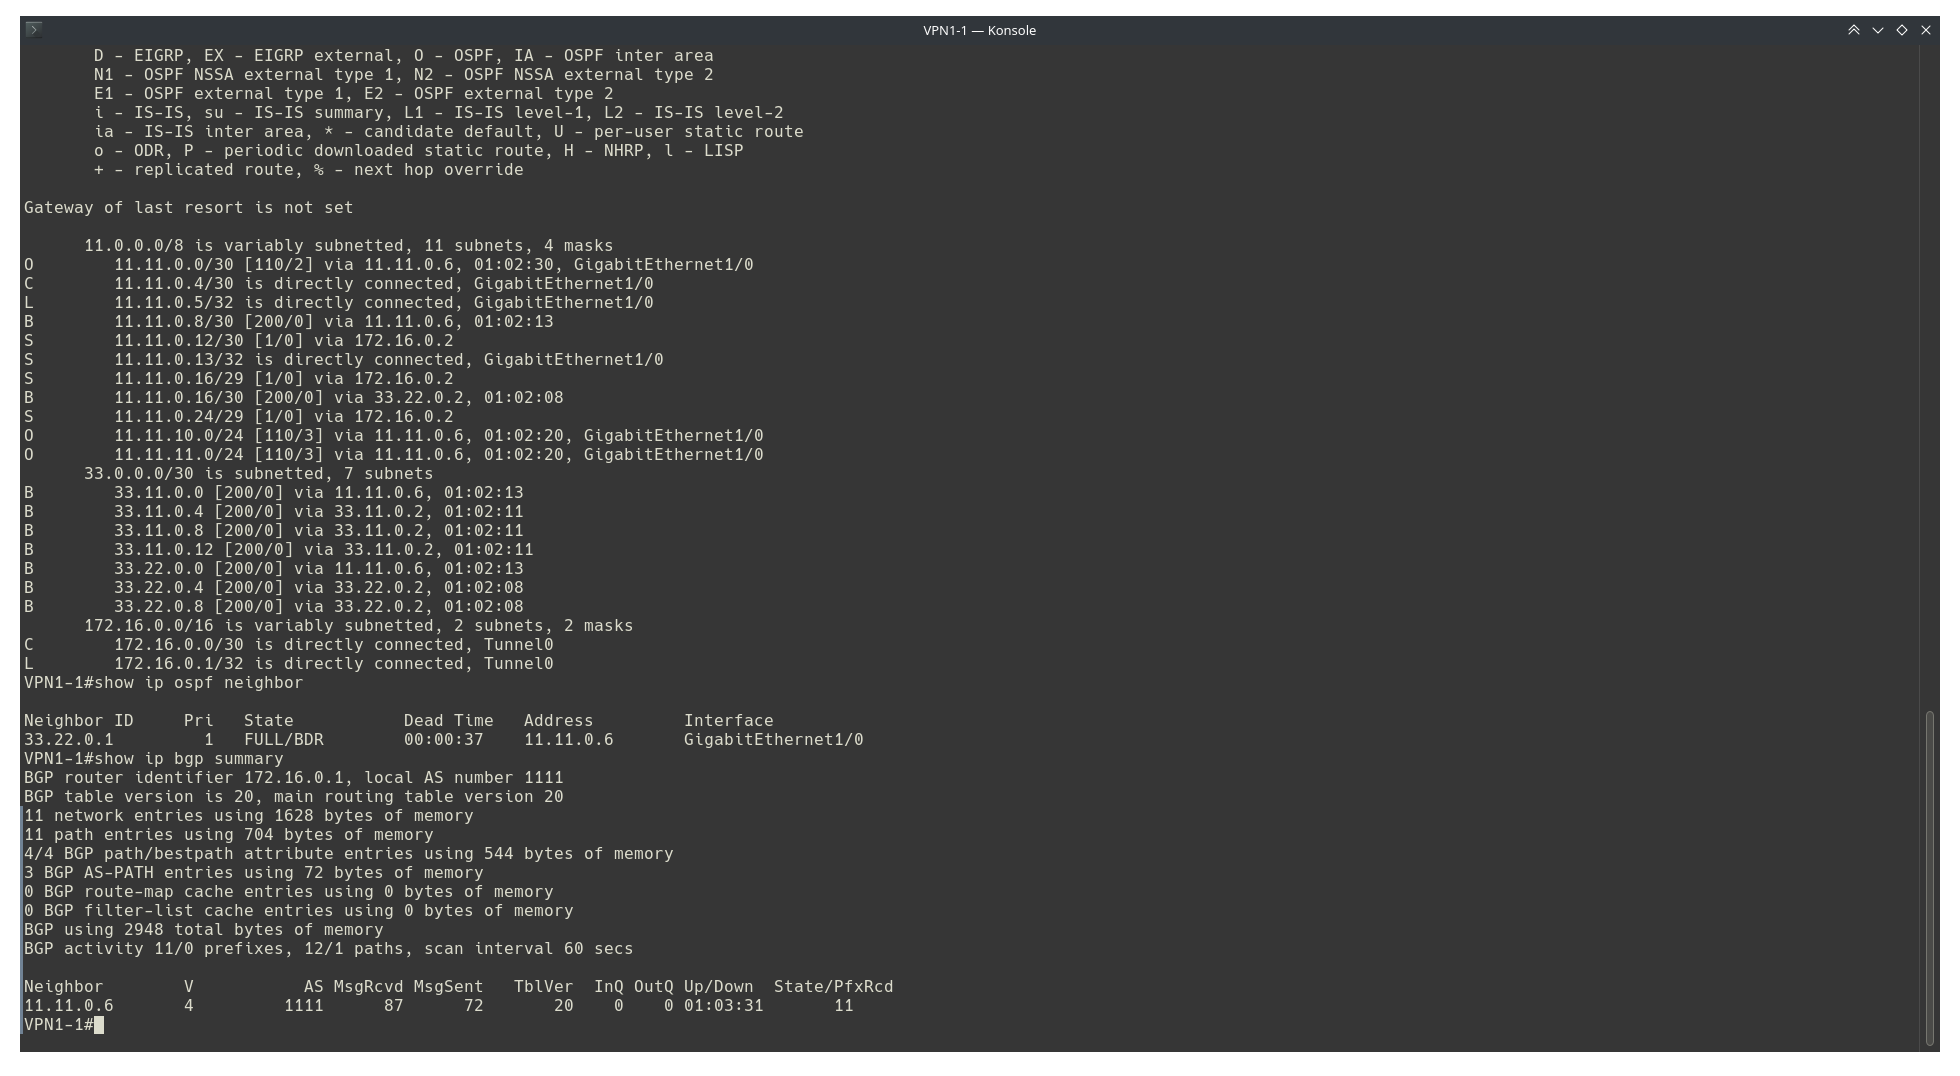 VPN1-1 — Konsole
D - EIGRP, EX - EIGRP external, O - OSPF, IA - OSPF inter area
N1 - OSPF NSSA external type 1, N2 - OSPF NSSA external type 2
E1 - OSPF external type 1, E2 - OSPF external type 2
i - IS-IS, su - IS-IS summary, L1 - IS-IS level-1, L2 - IS-IS level-2
ia - IS-IS inter area, * - candidate default, U - per-user static route
o - ODR, P - periodic downloaded static route, H - NHRP, l - LISP
+ - replicated route, % - next hop override
Gateway of last resort is not set
11.0.0.0/8 is variably subnetted, 11 subnets, 4 masks
O        11.11.0.0/30 [110/2] via 11.11.0.6, 01:02:30, GigabitEthernet1/0
C        11.11.0.4/30 is directly connected, GigabitEthernet1/0
L        11.11.0.5/32 is directly connected, GigabitEthernet1/0
B        11.11.0.8/30 [200/0] via 11.11.0.6, 01:02:13
S        11.11.0.12/30 [1/0] via 172.16.0.2
S        11.11.0.13/32 is directly connected, GigabitEthernet1/0
S        11.11.0.16/29 [1/0] via 172.16.0.2
B        11.11.0.16/30 [200/0] via 33.22.0.2, 01:02:08
S        11.11.0.24/29 [1/0] via 172.16.0.2
O        11.11.10.0/24 [110/3] via 11.11.0.6, 01:02:20, GigabitEthernet1/0
O        11.11.11.0/24 [110/3] via 11.11.0.6, 01:02:20, GigabitEthernet1/0
33.0.0.0/30 is subnetted, 7 subnets
B        33.11.0.0 [200/0] via 11.11.0.6, 01:02:13
B        33.11.0.4 [200/0] via 33.11.0.2, 01:02:11
B        33.11.0.8 [200/0] via 33.11.0.2, 01:02:11
B        33.11.0.12 [200/0] via 33.11.0.2, 01:02:11
B        33.22.0.0 [200/0] via 11.11.0.6, 01:02:13
B        33.22.0.4 [200/0] via 33.22.0.2, 01:02:08
B        33.22.0.8 [200/0] via 33.22.0.2, 01:02:08
172.16.0.0/16 is variably subnetted, 2 subnets, 2 masks
C        172.16.0.0/30 is directly connected, Tunnel0
L        172.16.0.1/32 is directly connected, Tunnel0
VPN1-1#show ip ospf neighbor
Neighbor ID     Pri   State           Dead Time   Address         Interface
33.22.0.1         1   FULL/BDR        00:00:37    11.11.0.6       GigabitEthernet1/0
VPN1-1#show ip bgp summary
BGP router identifier 172.16.0.1, local AS number 1111
BGP table version is 20, main routing table version 20
11 network entries using 1628 bytes of memory
11 path entries using 704 bytes of memory
4/4 BGP path/bestpath attribute entries using 544 bytes of memory
3 BGP AS-PATH entries using 72 bytes of memory
0 BGP route-map cache entries using 0 bytes of memory
0 BGP filter-list cache entries using 0 bytes of memory
BGP using 2948 total bytes of memory
BGP activity 11/0 prefixes, 12/1 paths, scan interval 60 secs
Neighbor        V           AS MsgRcvd MsgSent   TblVer  InQ OutQ Up/Down  State/PfxRcd
11.11.0.6       4         1111      87      72       20    0    0 01:03:31       11
VPN1-1#